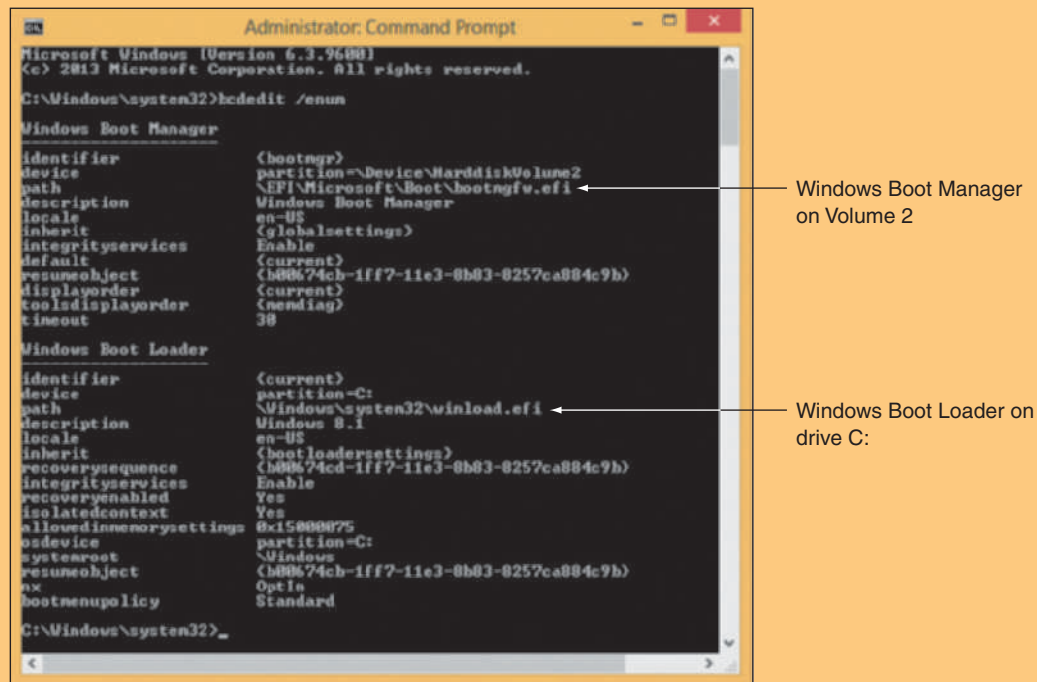 Administrator: Command Prompt
Microsoft Windows [Version 6.3.9600]
(c) 2013 Microsoft Corporation. All rights reserved.
C:\Windows\system32>bcdedit /enum
Windows Boot Manager
--------------------
identifier {bootmgr}
device partition=\Device\HarddiskVolume2
path \EFI\Microsoft\Boot\bootmgfw.efi
description Windows Boot Manager
locale en-US
inherit {globalsettings}
integrityservices Enable
default {current}
resumeobject {b00674cb-1ff7-11e3-8b83-8257ca884c9b}
displayorder {current}
toolsdisplayorder {memdiag}
timeout 30
Windows Boot Loader
-------------------
identifier {current}
device partition=C:
path \Windows\system32\winload.efi
description Windows 8.1
locale en-US
inherit {bootloadersettings}
recoverysequence {b00674cd-1ff7-11e3-8b83-8257ca884c9b}
integrityservices Enable
recoveryenabled Yes
isolatedcontext Yes
allowedinmemorysettings 0x15000075
osdevice partition=C:
systemroot \Windows
resumeobject {b00674cb-1ff7-11e3-8b83-8257ca884c9b}
nx OptIn
bootmenupolicy Standard
C:\Windows\system32>_
Windows Boot Manager
on Volume 2
Windows Boot Loader on
drive C: